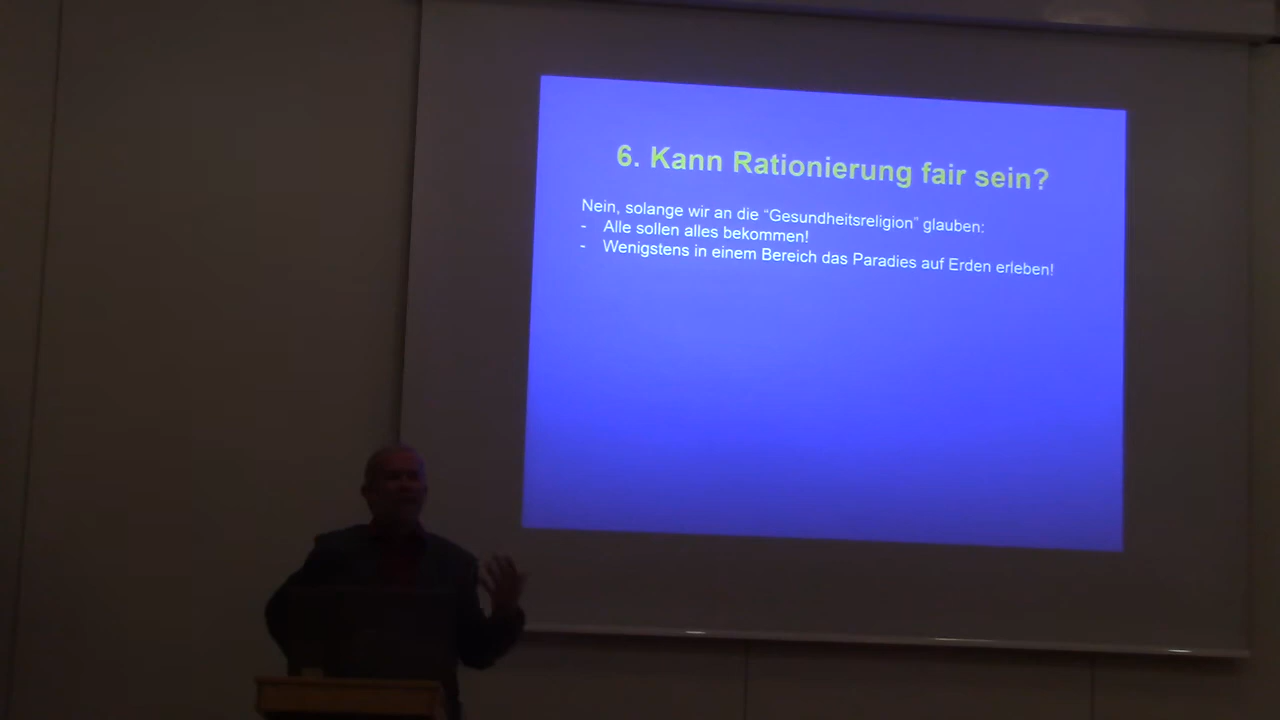 6. Kann Rationierung fair sein?
Nein, solange wir an die “Gesundheitsreligion” glauben:
- Alle sollen alles bekommen!
- Wenigstens in einem Bereich das Paradies auf Erden erleben!